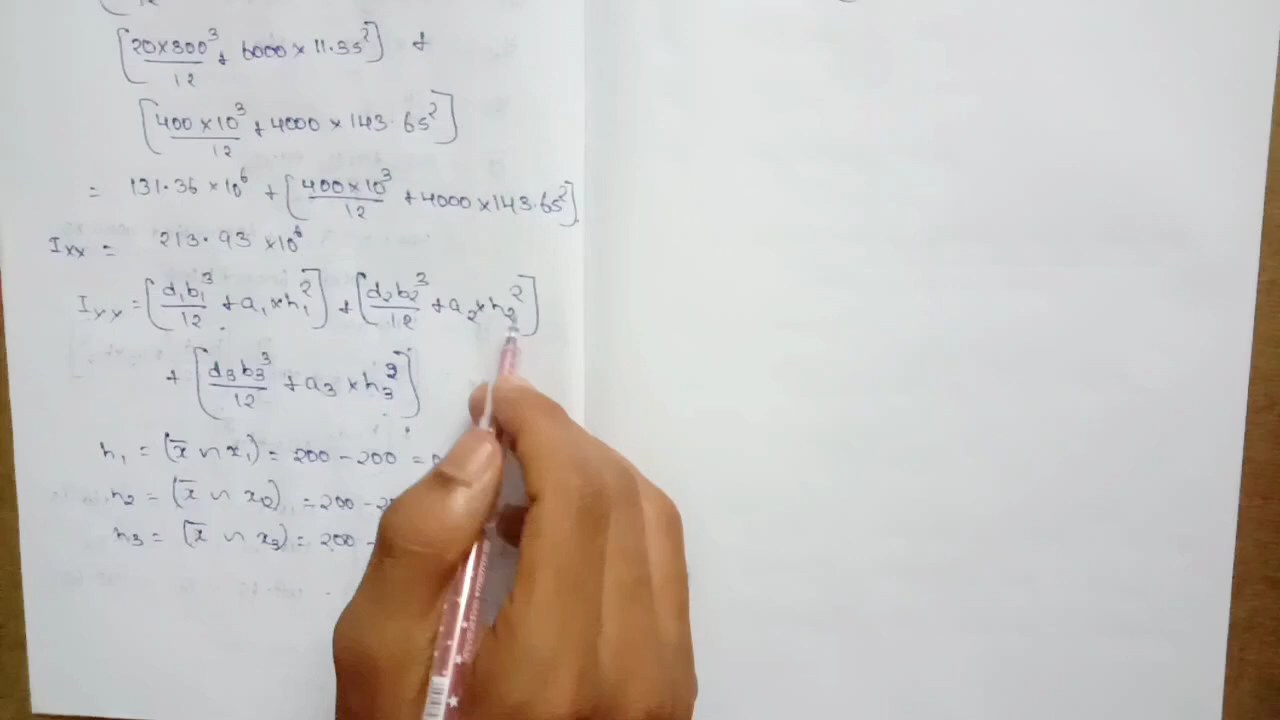 12
[20×300³/12 + 6000 × 11.35²] +
[400×10³/12 + 4000 × 143.65²]
= 131.36 ×10⁶ + [400×10³/12 + 4000 ×143.65²]
Ixx = 213.93 ×10⁶
Iyy = [d₁b₁³/12 + a₁×h₁²] + [d₂b₂³/12 + a₂×h₂²]
+ [d₃b₃³/12 + a₃ × h₃²]
h₁ = (x̄ ∽ x₁) = 200 - 200 =
h₂ = (x̄ ∽ x₂) = 200 -
h₃ = (x̄ ∽ x₃) = 200 -